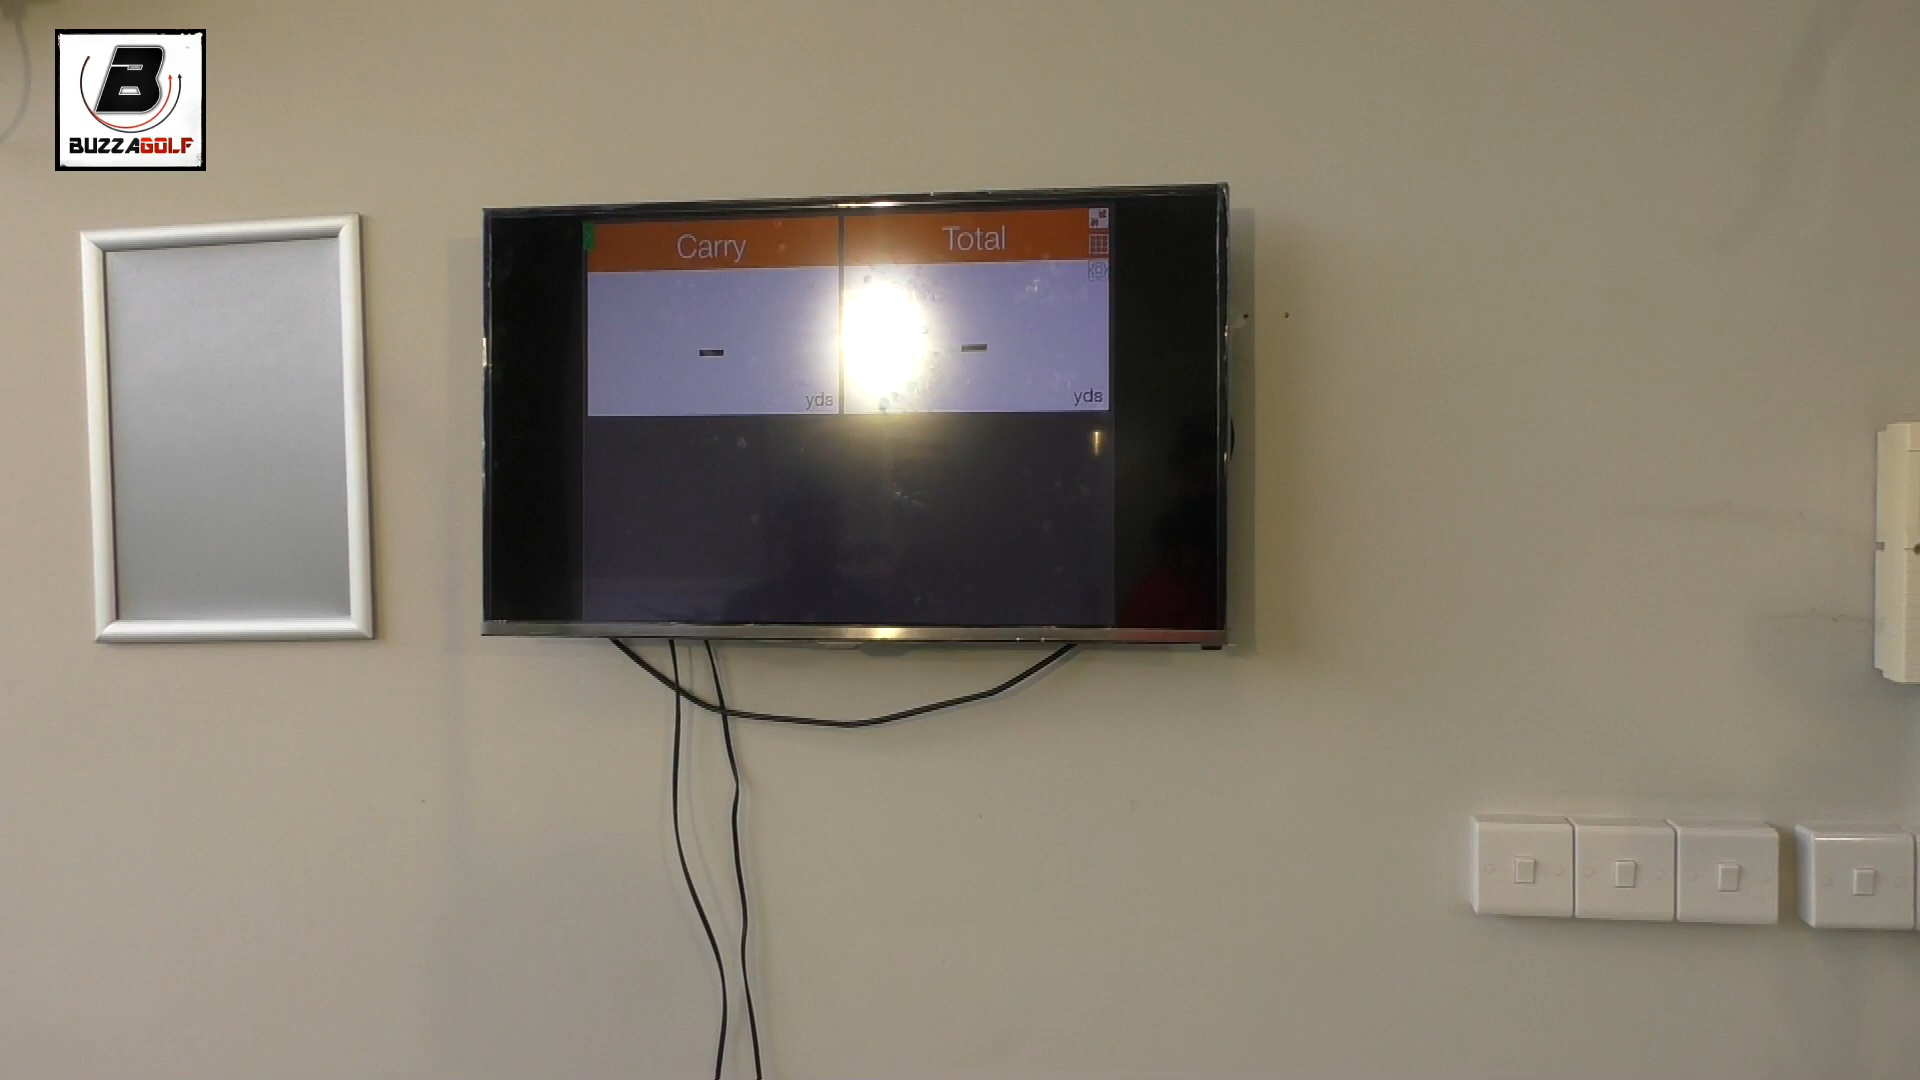 B
BUZZAGOLF
Carry
Total
-
-
yds
yds